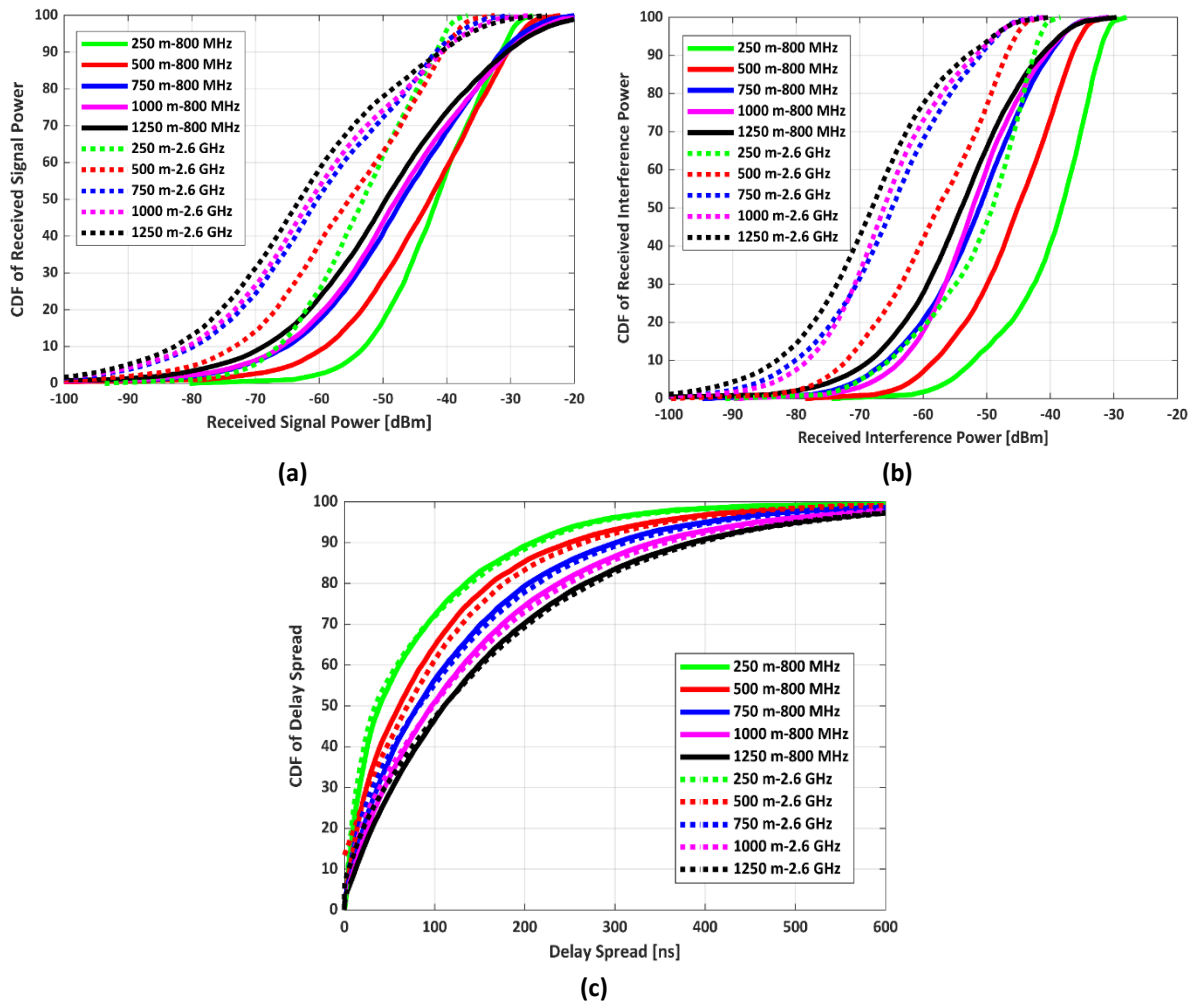 CDF of Received Signal Power
100
90
80
70
60
50
40
30
20
10
0
250 m-800 MHz
500 m-800 MHz
750 m-800 MHz
1000 m-800 MHz
1250 m-800 MHz
250 m-2.6 GHz
500 m-2.6 GHz
750 m-2.6 GHz
1000 m-2.6 GHz
1250 m-2.6 GHz
-100 -90 -80 -70 -60 -50 -40 -30 -20
Received Signal Power [dBm]
(a)
CDF of Received Interference Power
100
90
80
70
60
50
40
30
20
10
0
250 m-800 MHz
500 m-800 MHz
750 m-800 MHz
1000 m-800 MHz
1250 m-800 MHz
250 m-2.6 GHz
500 m-2.6 GHz
750 m-2.6 GHz
1000 m-2.6 GHz
1250 m-2.6 GHz
-100 -90 -80 -70 -60 -50 -40 -30 -20
Received Interference Power [dBm]
(b)
CDF of Delay Spread
100
90
80
70
60
50
40
30
20
10
0
250 m-800 MHz
500 m-800 MHz
750 m-800 MHz
1000 m-800 MHz
1250 m-800 MHz
250 m-2.6 GHz
500 m-2.6 GHz
750 m-2.6 GHz
1000 m-2.6 GHz
1250 m-2.6 GHz
0 100 200 300 400 500 600
Delay Spread [ns]
(c)